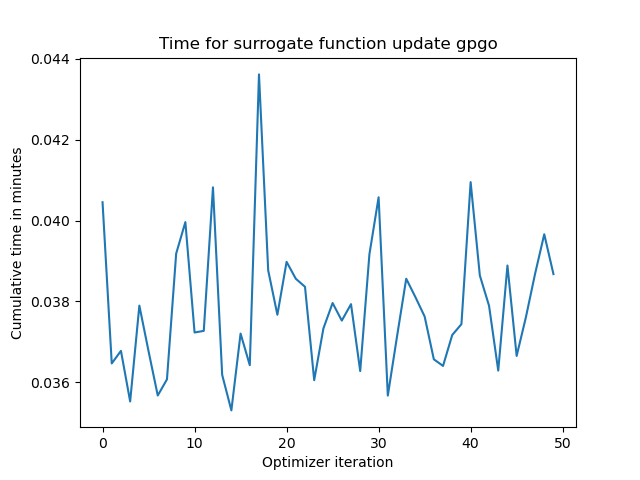 Time for surrogate function update gpgo
0.044
0.042
0.040
0.038
0.036
Cumulative time in minutes
0 10 20 30 40 50
Optimizer iteration